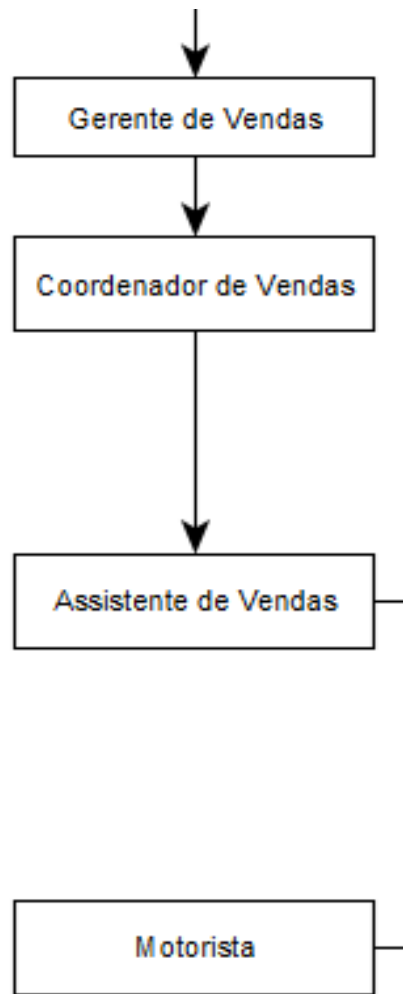 Gerente de Vendas
Coordenador de Vendas
Assistente de Vendas
Motorista